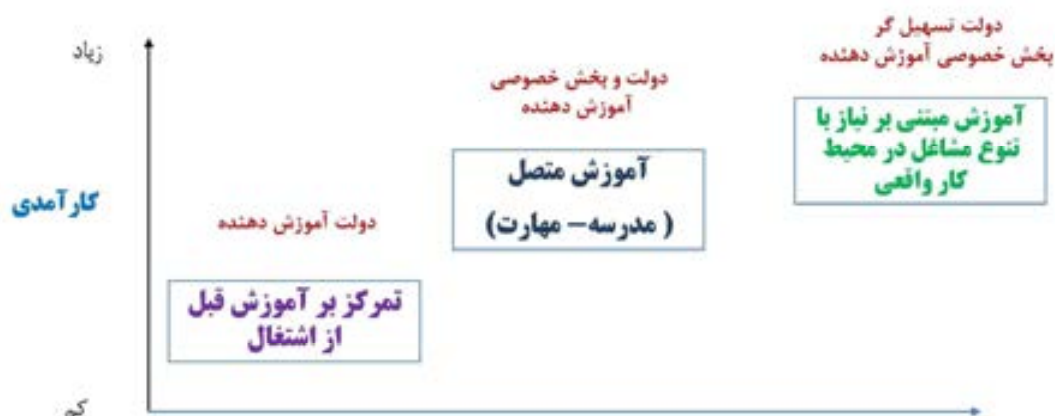 دولت تسهیل گر
بخش خصوصی آموزش دهنده
آموزش مبتنی بر نیاز با
تنوع مشاغل در محیط
کار واقعی
دولت و بخش خصوصی
آموزش دهنده
آموزش متصل
( مدرسه– مهارت)
دولت آموزش دهنده
تمرکز بر آموزش قبل
از اشتغال
زیاد
کارآمدی
کم